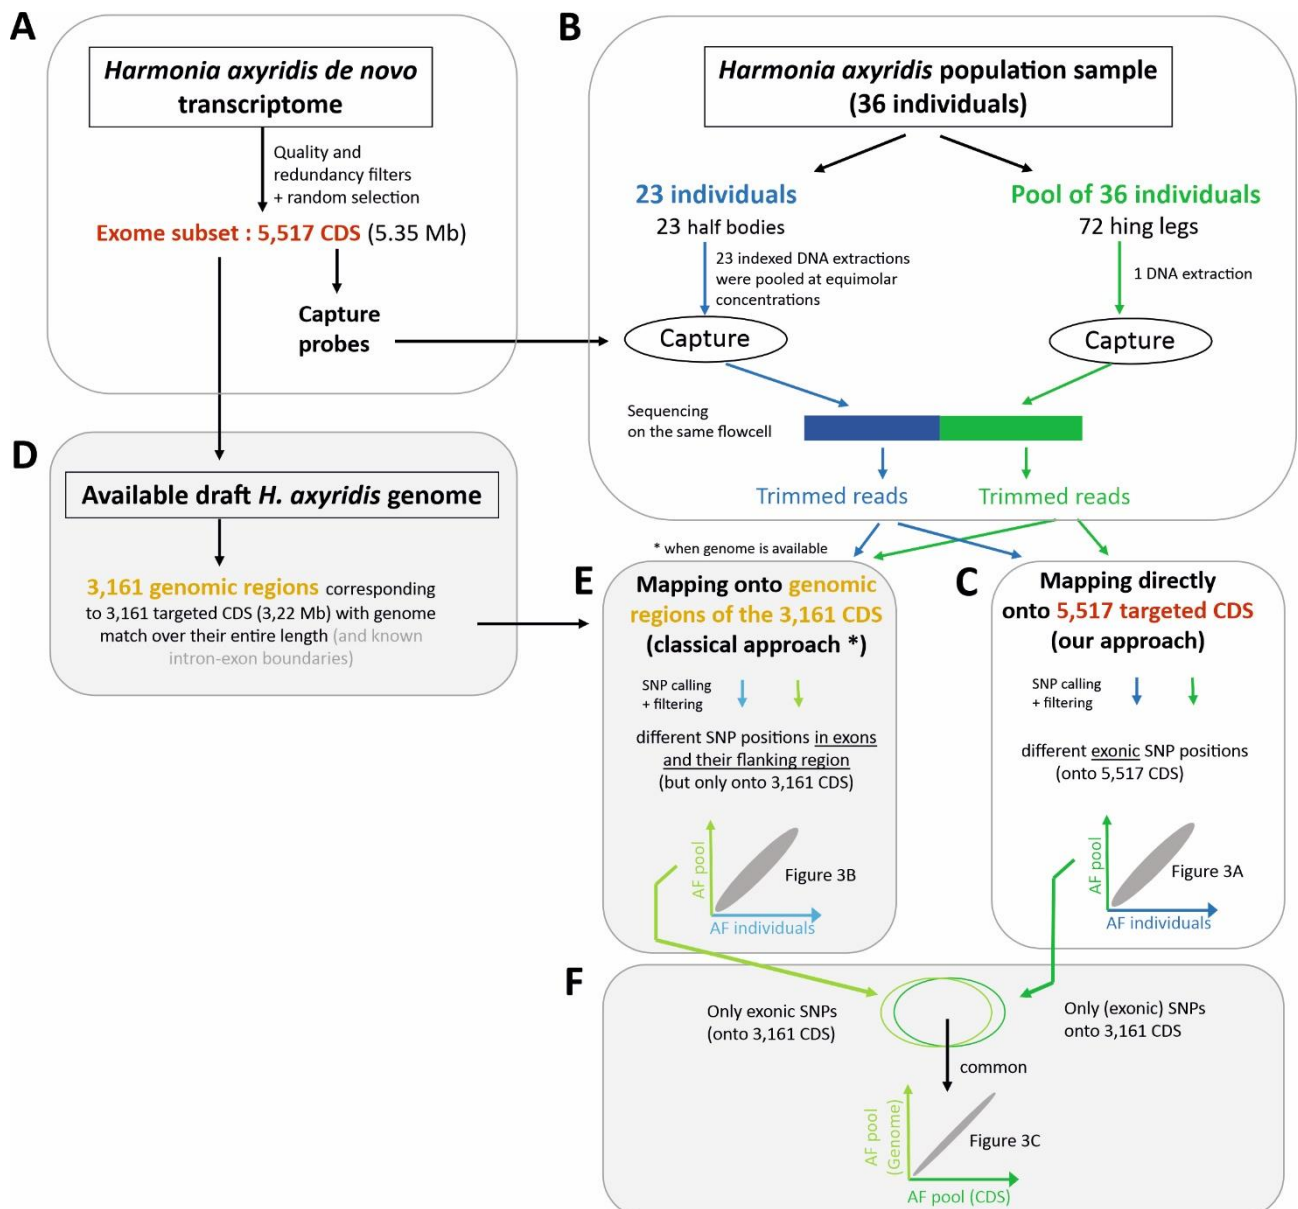 A
Harmonia axyridis de novo
transcriptome
Quality and
redundancy filters
+ random selection
Exome subset : 5,517 CDS (5.35 Mb)
Capture
probes
B
Harmonia axyridis population sample
(36 individuals)
23 individuals
23 half bodies
23 indexed DNA extractions
were pooled at equimolar
concentrations
Capture
Pool of 36 individuals
72 hing legs
1 DNA extraction
Capture
Sequencing
on the same flowcell
Trimmed reads
Trimmed reads
D
Available draft H. axyridis genome
3,161 genomic regions corresponding
to 3,161 targeted CDS (3,22 Mb) with genome
match over their entire length (and known
intron-exon boundaries)
* when genome is available
E
Mapping onto genomic
regions of the 3,161 CDS
(classical approach *)
SNP calling
+ filtering
different SNP positions in exons
and their flanking region
(but only onto 3,161 CDS)
AF pool
Figure 3B
AF individuals
C
Mapping directly
onto 5,517 targeted CDS
(our approach)
SNP calling
+ filtering
different exonic SNP positions
(onto 5,517 CDS)
AF pool
Figure 3A
AF individuals
F
Only exonic SNPs
(onto 3,161 CDS)
Only (exonic) SNPs
onto 3,161 CDS
common
AF pool
(Genome)
Figure 3C
AF pool (CDS)